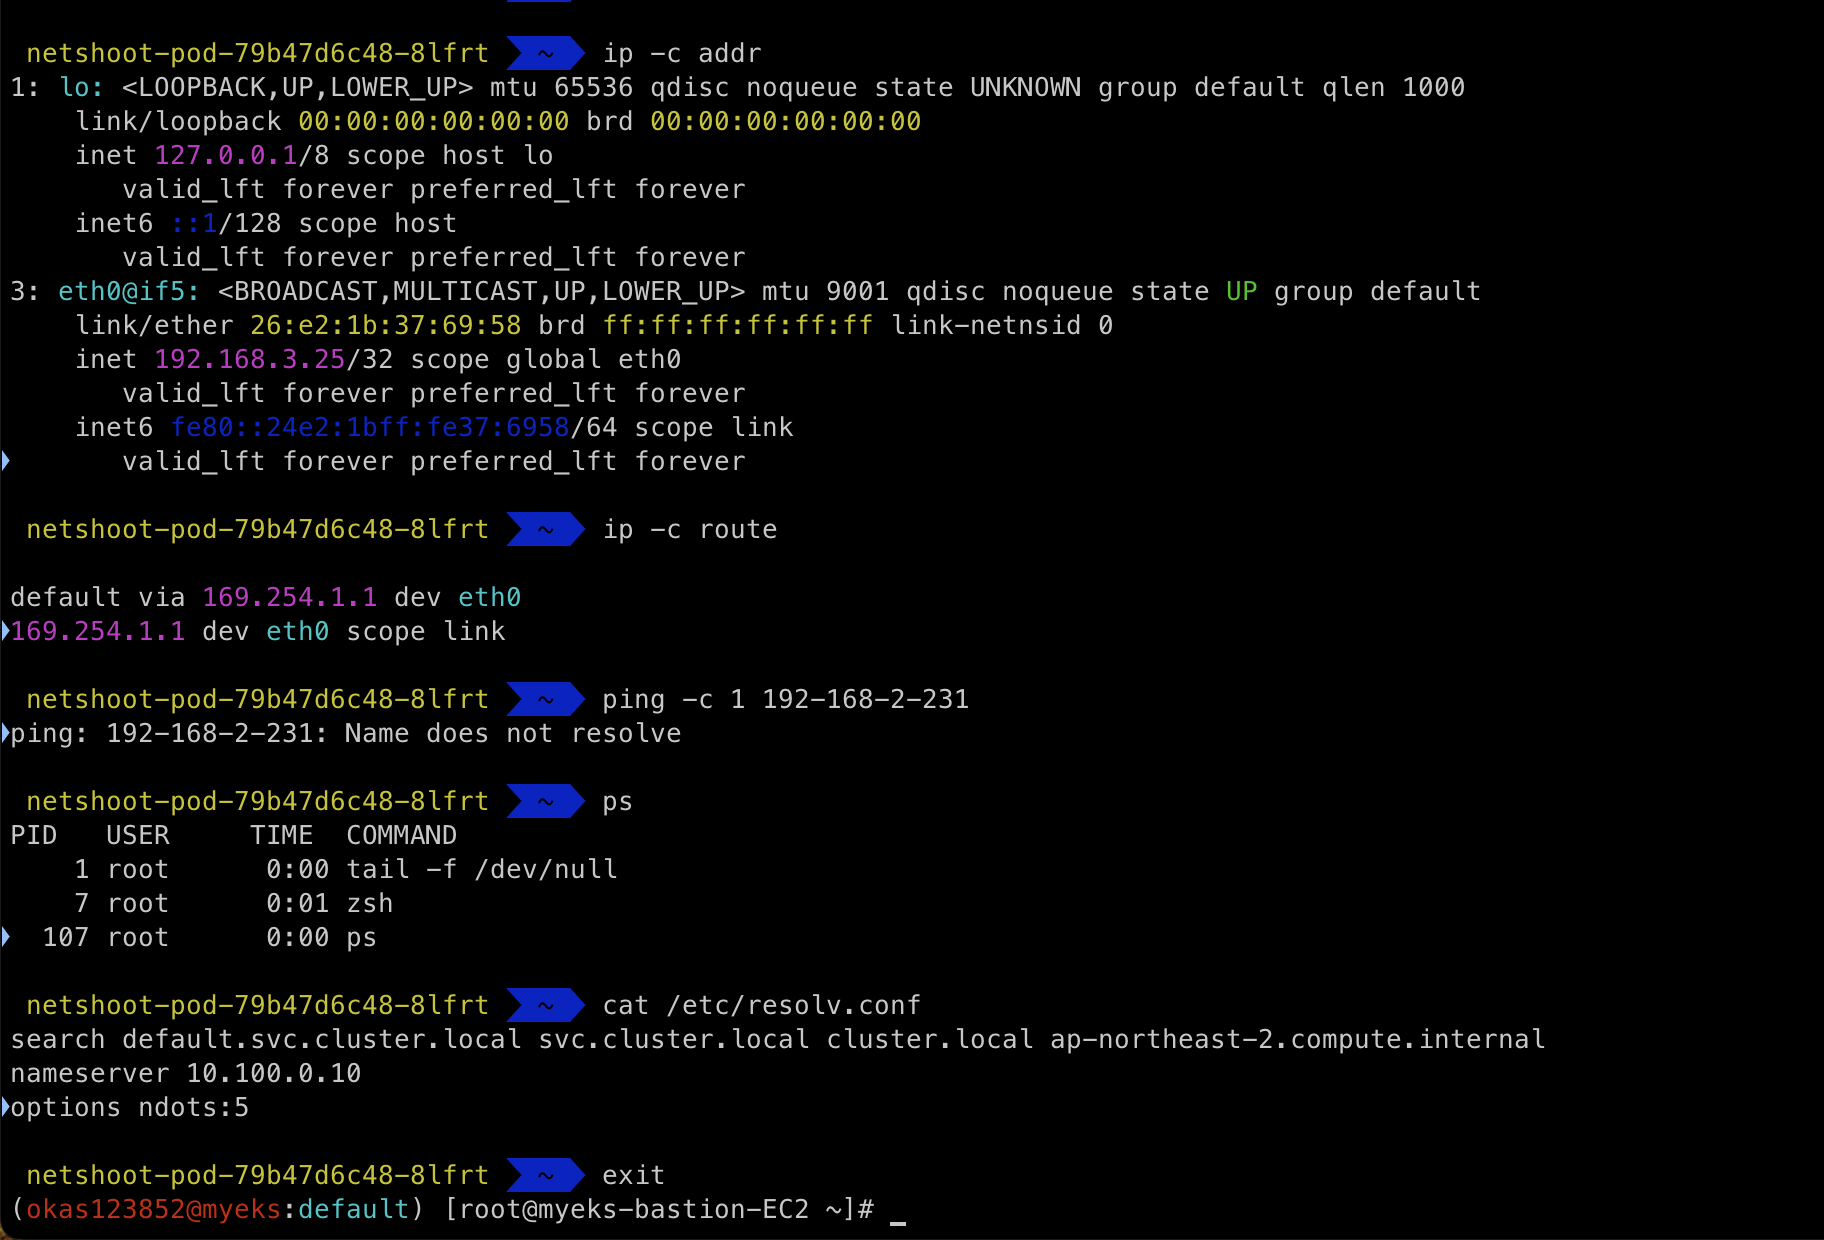 netshoot-pod-79b47d6c48-8lfrt ~ ip -c addr
1: lo: <LOOPBACK,UP,LOWER_UP> mtu 65536 qdisc noqueue state UNKNOWN group default qlen 1000
    link/loopback 00:00:00:00:00:00 brd 00:00:00:00:00:00
    inet 127.0.0.1/8 scope host lo
       valid_lft forever preferred_lft forever
    inet6 ::1/128 scope host
       valid_lft forever preferred_lft forever
3: eth0@if5: <BROADCAST,MULTICAST,UP,LOWER_UP> mtu 9001 qdisc noqueue state UP group default
    link/ether 26:e2:1b:37:69:58 brd ff:ff:ff:ff:ff:ff link-netnsid 0
    inet 192.168.3.25/32 scope global eth0
       valid_lft forever preferred_lft forever
    inet6 fe80::24e2:1bff:fe37:6958/64 scope link
       valid_lft forever preferred_lft forever
netshoot-pod-79b47d6c48-8lfrt ~ ip -c route
default via 169.254.1.1 dev eth0
169.254.1.1 dev eth0 scope link
netshoot-pod-79b47d6c48-8lfrt ~ ping -c 1 192-168-2-231
ping: 192-168-2-231: Name does not resolve
netshoot-pod-79b47d6c48-8lfrt ~ ps
PID   USER     TIME  COMMAND
    1 root      0:00 tail -f /dev/null
    7 root      0:01 zsh
  107 root      0:00 ps
netshoot-pod-79b47d6c48-8lfrt ~ cat /etc/resolv.conf
search default.svc.cluster.local svc.cluster.local cluster.local ap-northeast-2.compute.internal
nameserver 10.100.0.10
options ndots:5
netshoot-pod-79b47d6c48-8lfrt ~ exit
(okas123852@myeks:default) [root@myeks-bastion-EC2 ~]# _